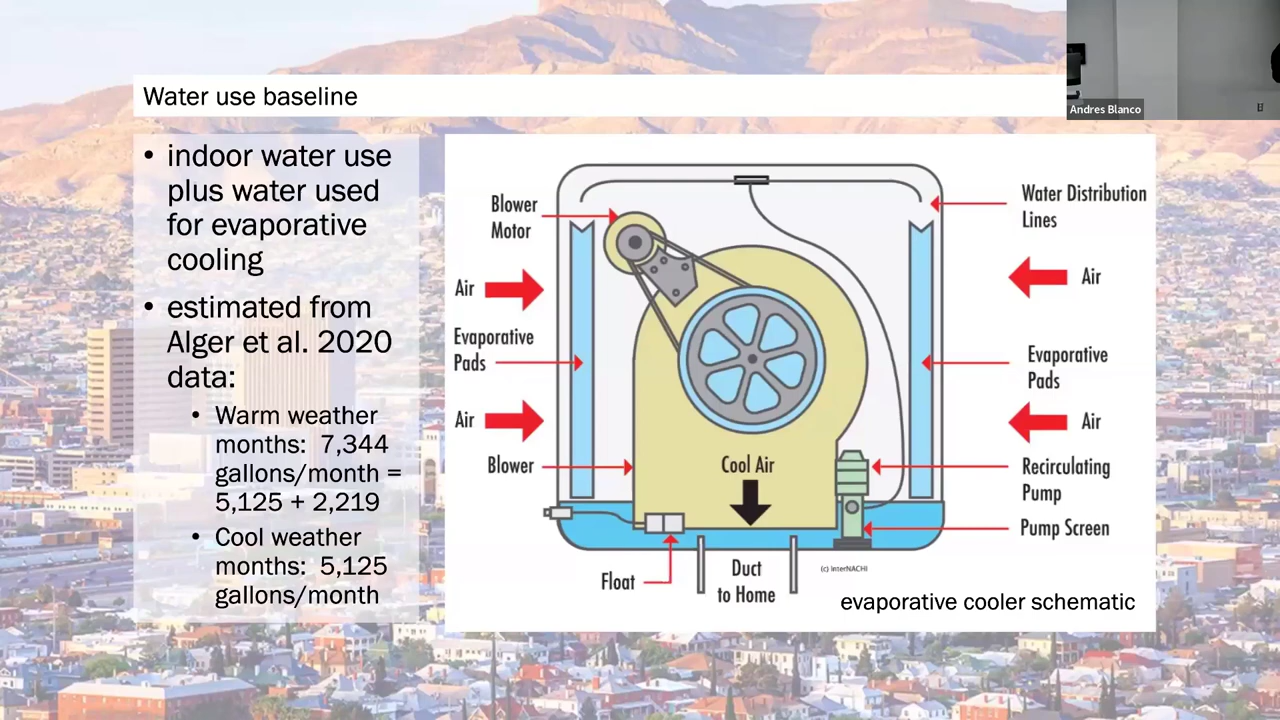 Andres Blanco
Water use baseline
• indoor water use
plus water used
for evaporative
cooling
• estimated from
Alger et al. 2020
data:
• Warm weather
months: 7,344
gallons/month =
5,125 + 2,219
• Cool weather
months: 5,125
gallons/month
Blower
Motor
Air
Evaporative
Pads
Air
Blower
Float
Cool Air
Duct
to Home
Water Distribution
Lines
Air
Evaporative
Pads
Air
Recirculating
Pump
Pump Screen
(c) InterNACHI
evaporative cooler schematic